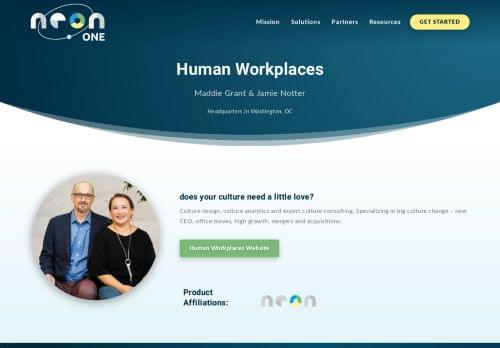 neon
ONE
Mission Solutions Partners Resources GET STARTED
Human Workplaces
Maddie Grant & Jamie Notter
Headquarters in Washington, DC
does your culture need a little love?
Culture design, culture analytics and expert culture consulting. Specializing in big culture change – new
CEO, office moves, high growth, mergers and acquisitions.
Human Workplaces Website
Product
Affiliations:
neon